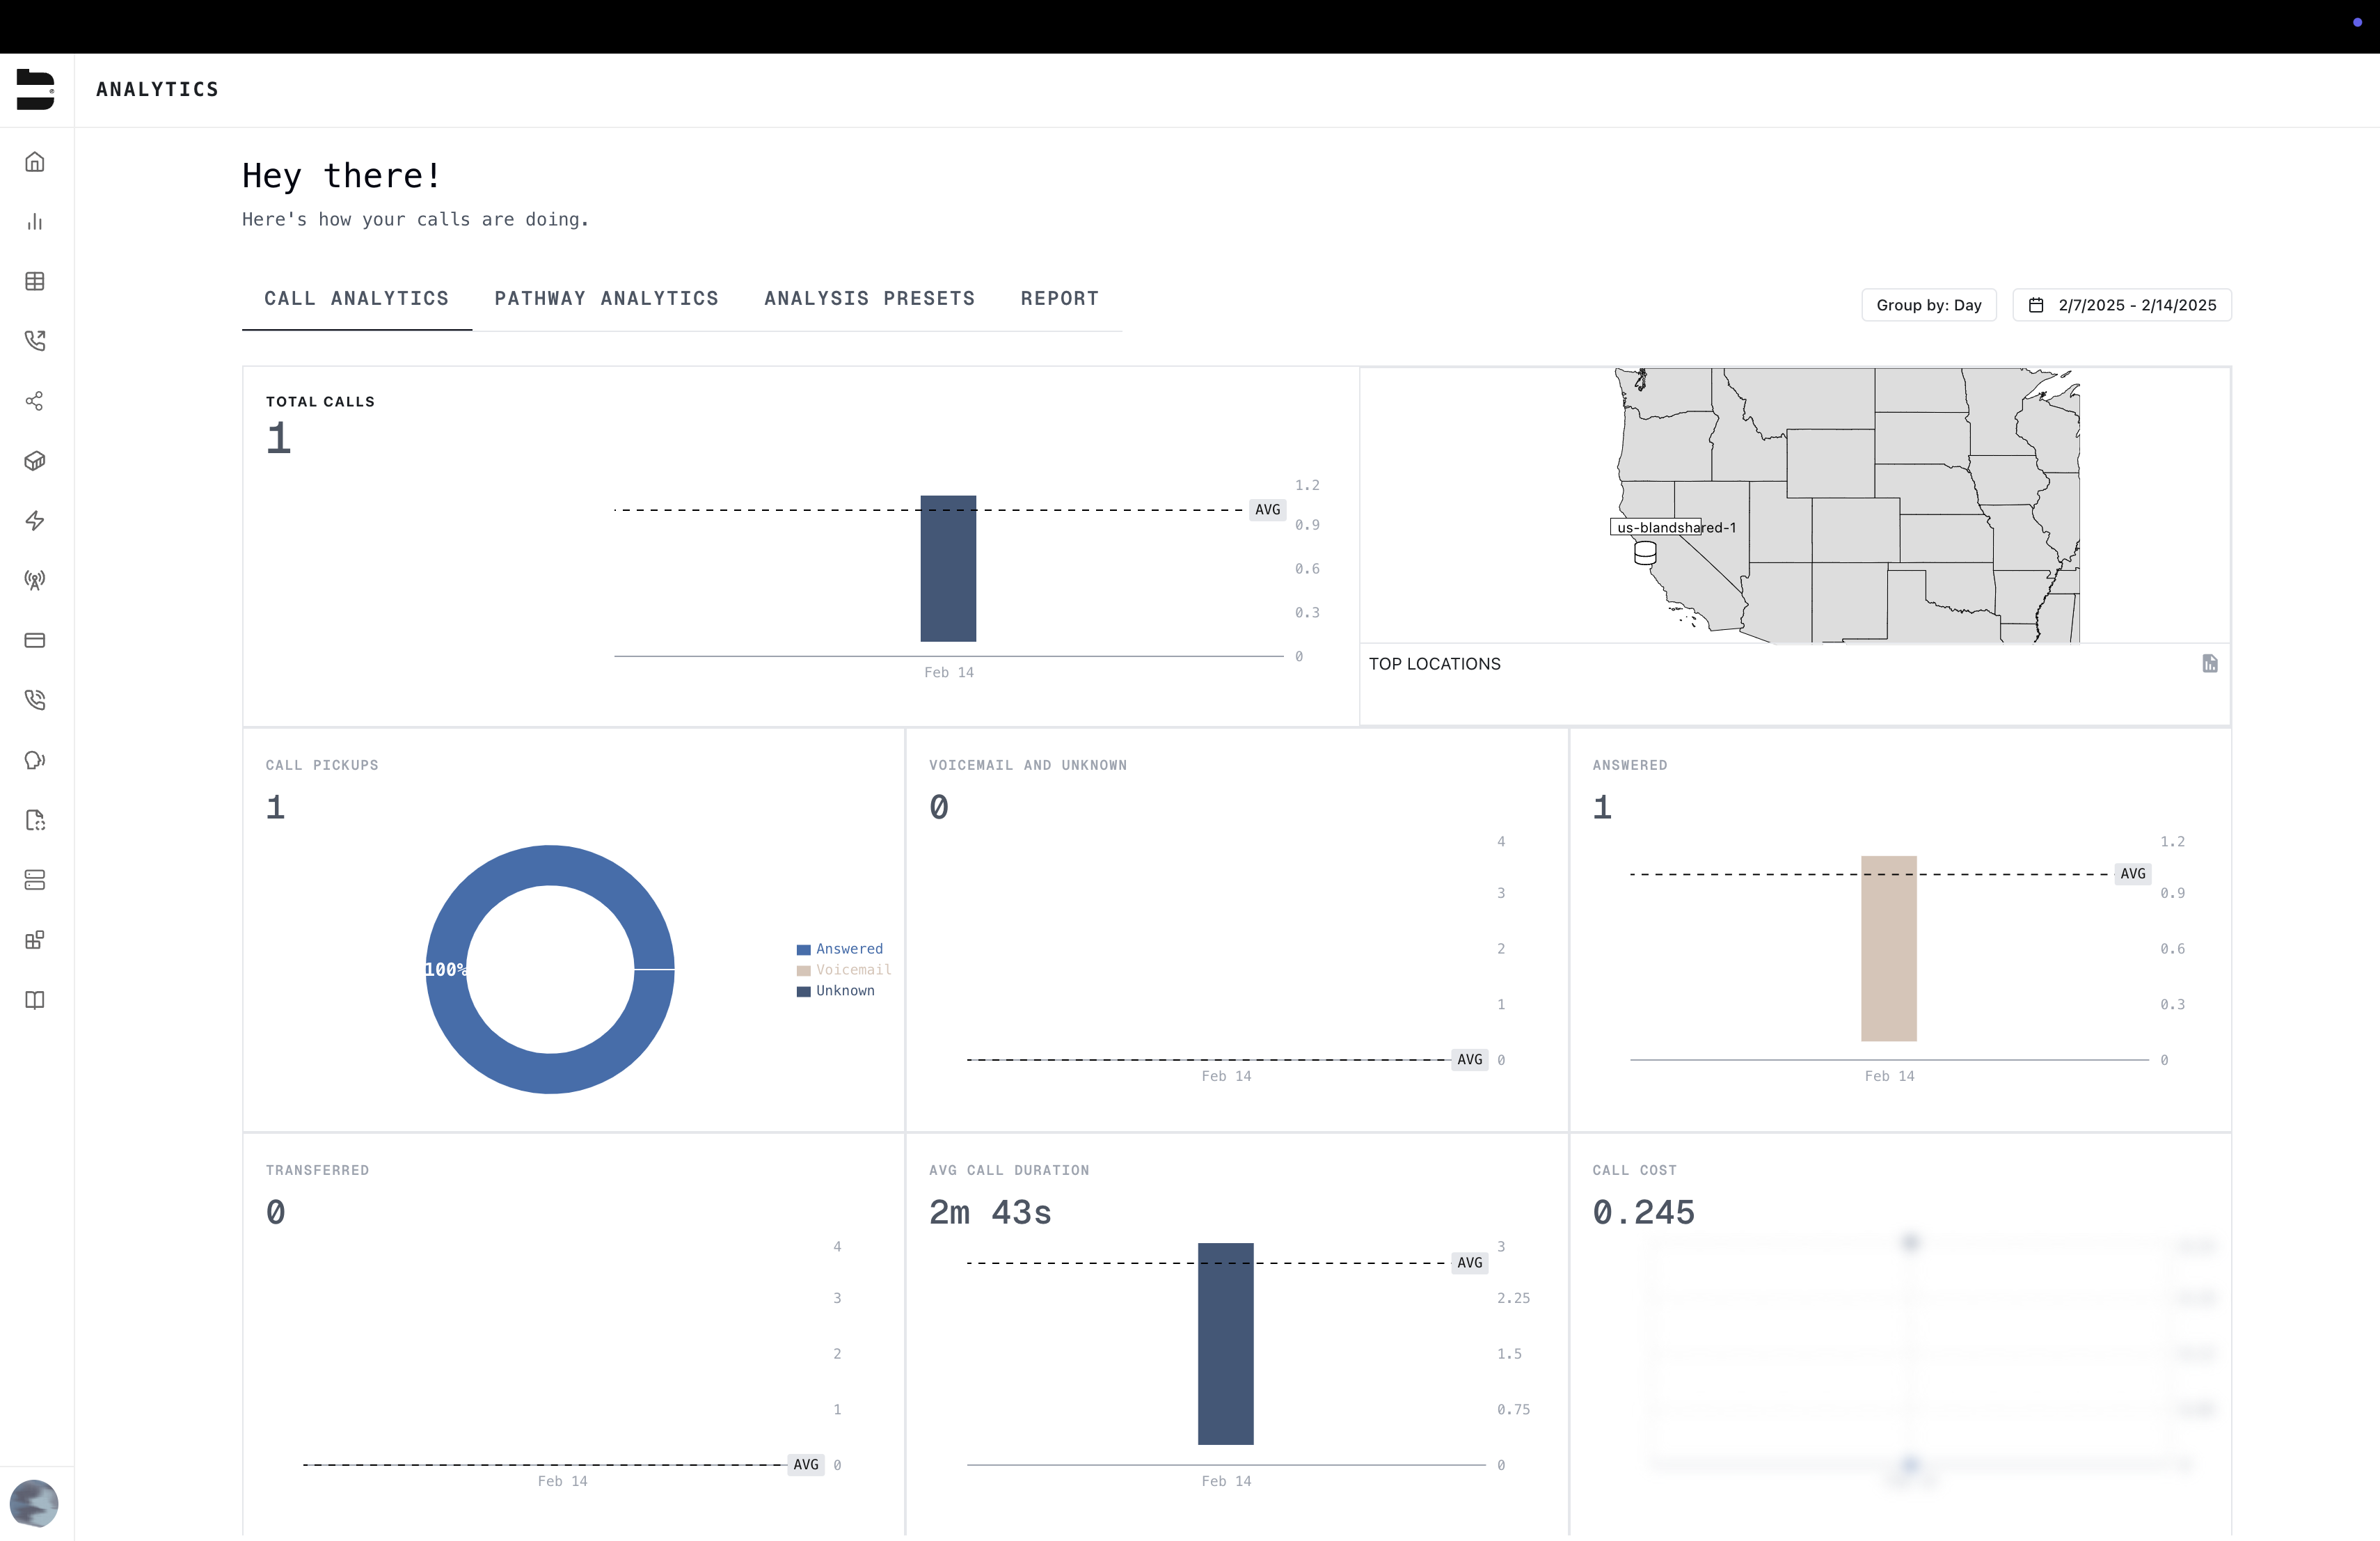 ANALYTICS
Hey there!
Here's how your calls are doing.
CALL ANALYTICS
PATHWAY ANALYTICS
ANALYSIS PRESETS
REPORT
Group by: Day
2/7/2025 - 2/14/2025
TOTAL CALLS
1
1.2
AVG
0.9
0.6
0.3
0
Feb 14
us-blandshared-1
TOP LOCATIONS
CALL PICKUPS
1
100%
Answered
Voicemail
Unknown
VOICEMAIL AND UNKNOWN
0
4
3
2
1
AVG
0
Feb 14
ANSWERED
1
1.2
AVG
0.9
0.6
0.3
0
Feb 14
TRANSFERRED
0
4
3
2
1
AVG
0
Feb 14
AVG CALL DURATION
2m 43s
3
AVG
2.25
1.5
0.75
0
Feb 14
CALL COST
0.245